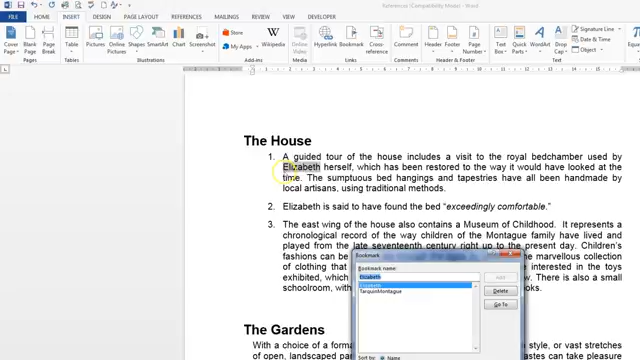 References [Compatibility Mode] - Word
FILE HOME INSERT DESIGN PAGE LAYOUT REFERENCES MAILINGS REVIEW VIEW DEVELOPER
Cover Page Blank Page Page Break Table Pictures Online Pictures Shapes SmartArt Chart Screenshot Store My Apps Wikipedia Online Video Hyperlink Bookmark Comment Header Footer Page Number Text Box WordArt Drop Cap Signature Line
Date & Time
Object
Pages Tables Illustrations Add-ins Media Links Comments Header & Footer Text
The House
1. A guided tour of the house includes a visit to the royal bedchamber used by
Elizabeth herself, which has been restored to the way it would have looked at the
time. The sumptuous bed hangings and tapestries have all been handmade by
local artisans, using traditional methods.
2. Elizabeth is said to have found the bed “exceedingly comfortable.”
3. The east wing of the house also contains a Museum of Childhood. It represents a
chronological record of the way children of the Montague family have lived and
played from the late seventeenth century right up to the present day. Children’s
fashions can be
marvellous collection
of clothing that
interested in the toys
exhibited, which
There is also a small
schoolroom, with
books.
Bookmark
Bookmark name:
Elizabeth
Add
Elizabeth
TarquinMontague
Delete
Go To
Sort by: Name
The Gardens
With a choice of a forma
style, or vast stretches
of open, landscaped par
tastes can take pleasure